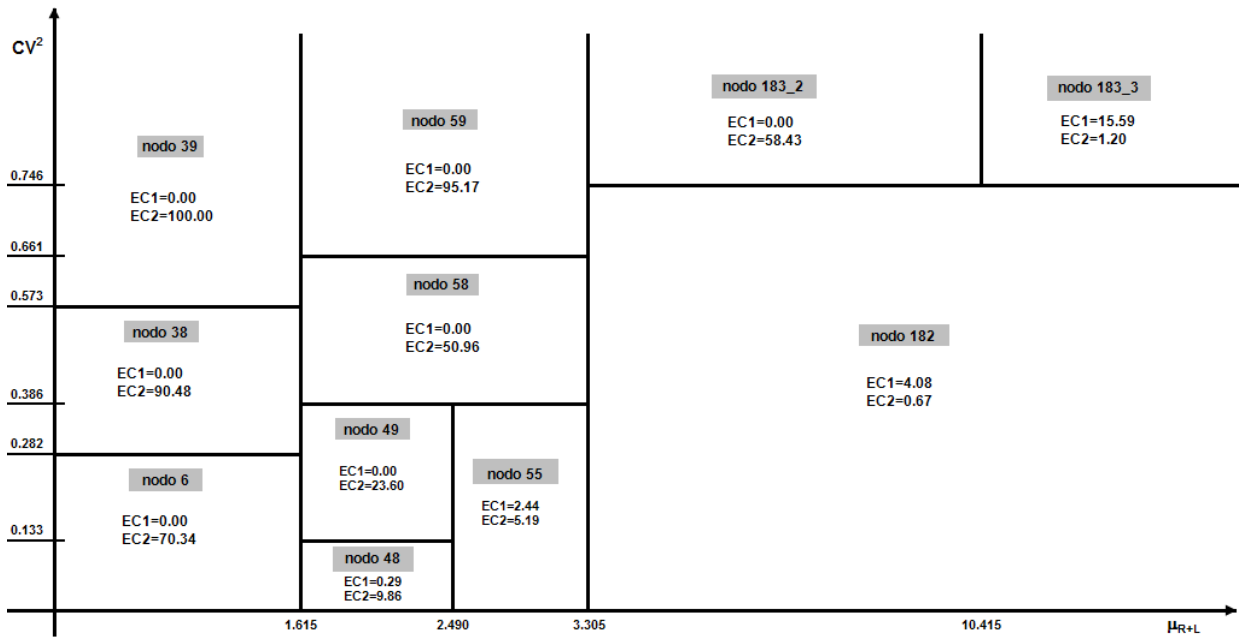 CV²
nodo 183_2
nodo 183_3
EC1=0.00
EC2=58.43
EC1=15.59
EC2=1.20
nodo 59
nodo 39
EC1=0.00
EC2=95.17
0.746
EC1=0.00
EC2=100.00
0.661
nodo 58
0.573
nodo 38
EC1=0.00
EC2=50.96
nodo 182
EC1=0.00
EC2=90.48
EC1=4.08
EC2=0.67
0.386
nodo 49
0.282
nodo 6
EC1=0.00
EC2=23.60
nodo 55
EC1=2.44
EC2=5.19
EC1=0.00
EC2=70.34
0.133
nodo 48
EC1=0.29
EC2=9.86
1.615
2.490
3.305
10.415
μR+L